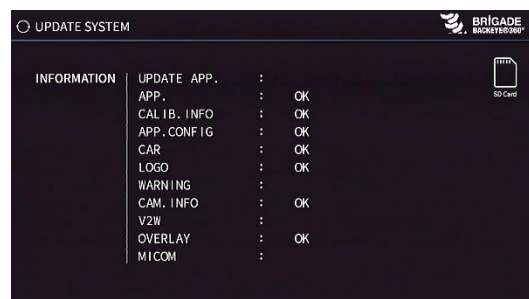 UPDATE SYSTEM
BRIGADE
BACKEYE®360°
SD Card
INFORMATION
UPDATE APP. :
APP. : OK
CALIB. INFO : OK
APP.CONFIG : OK
CAR : OK
LOGO : OK
WARNING :
CAM. INFO : OK
V2W :
OVERLAY : OK
MICOM :